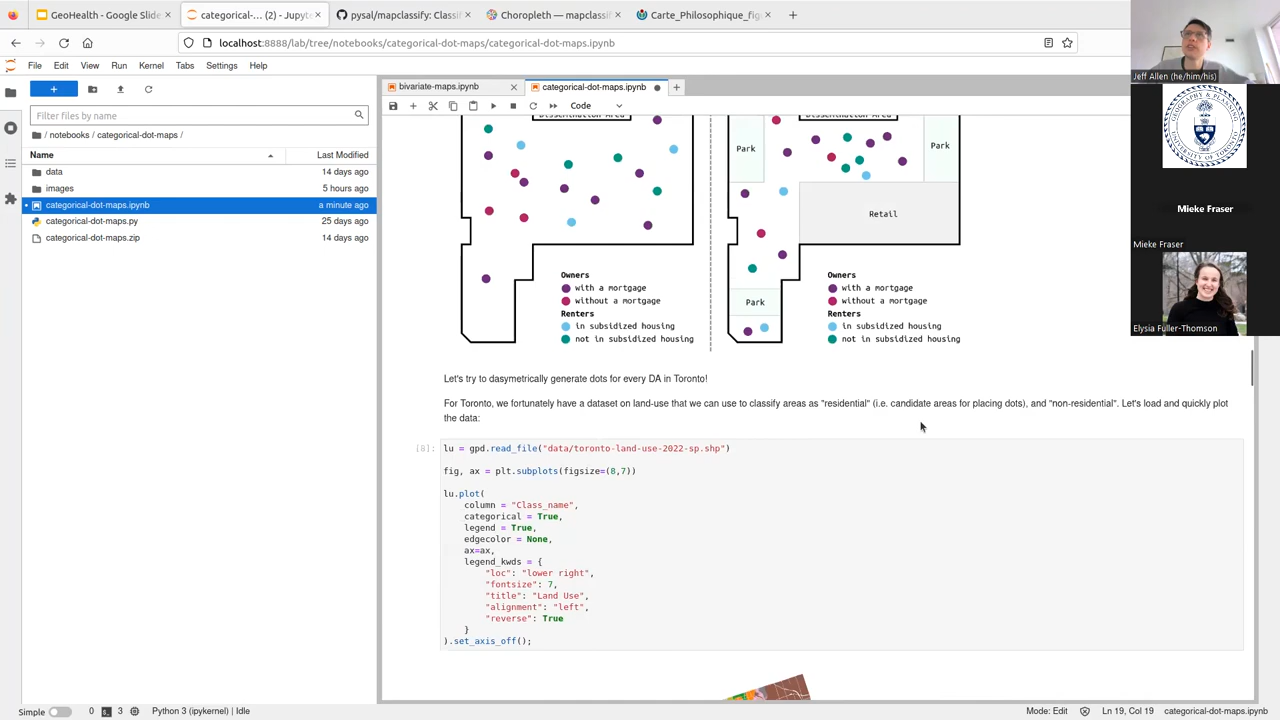 GeoHealth - Google Slide
categorical-... (2) - Jupyte
pysal/mapclassify: Classif
Choropleth — mapclassif
Carte_Philosophique_fig
localhost:8888/lab/tree/notebooks/categorical-dot-maps/categorical-dot-maps.ipynb
Jeff Allen (he/him/his)
File Edit View Run Kernel Tabs Settings Help
bivariate-maps.ipynb
categorical-dot-maps.ipynb
Code
Filter files by name
/ notebooks / categorical-dot-maps /
Name Last Modified
data 14 days ago
images 5 hours ago
categorical-dot-maps.ipynb a minute ago
categorical-dot-maps.py 25 days ago
categorical-dot-maps.zip 14 days ago
Dissemination Area
Owners
with a mortgage
without a mortgage
Renters
in subsidized housing
not in subsidized housing
Dissemination Area
Park
Park
Retail
Park
Owners
with a mortgage
without a mortgage
Renters
in subsidized housing
not in subsidized housing
Mieke Fraser
Mieke Fraser
Elysia Fuller-Thomson
Let's try to dasymetrically generate dots for every DA in Toronto!
For Toronto, we fortunately have a dataset on land-use that we can use to classify areas as "residential" (i.e. candidate areas for placing dots), and "non-residential". Let's load and quickly plot
the data:
[8]:
lu = gpd.read_file("data/toronto-land-use-2022-sp.shp")
fig, ax = plt.subplots(figsize=(8,7))
lu.plot(
column = "Class_name",
categorical = True,
legend = True,
edgecolor = None,
ax=ax,
legend_kwds = {
"loc": "lower right",
"fontsize": 7,
"title": "Land Use",
"alignment": "left",
"reverse": True
}
).set_axis_off();
Simple 0 3 Python 3 (ipykernel) | Idle Mode: Edit Ln 19, Col 19 categorical-dot-maps.ipynb